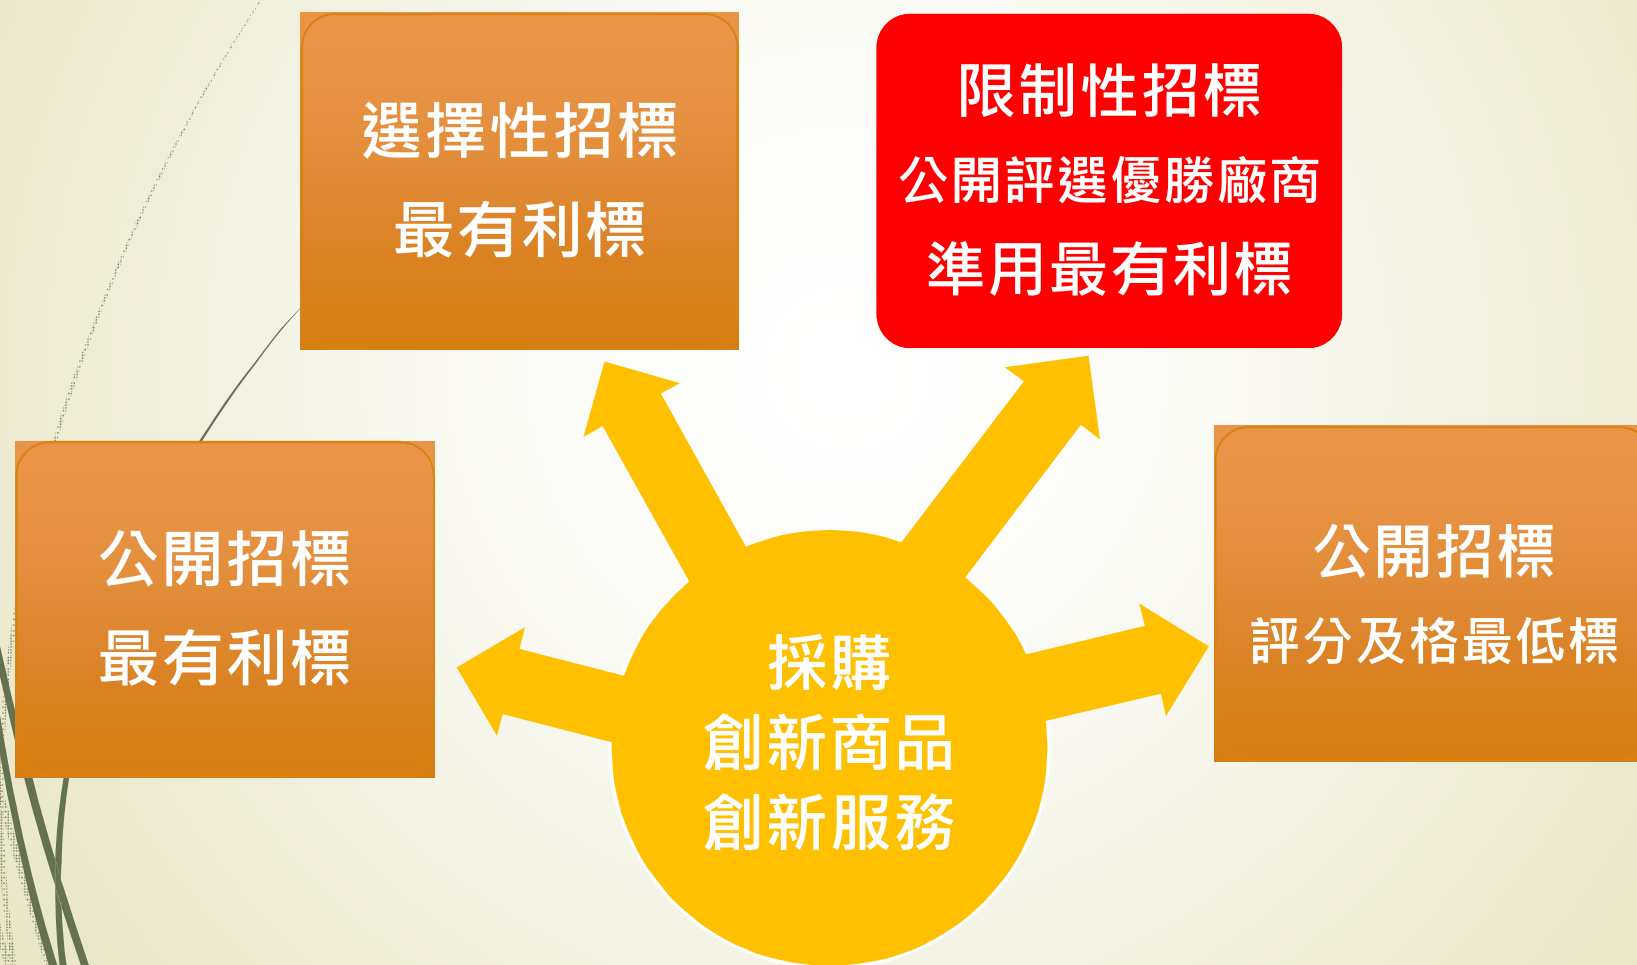 選擇性招標
最有利標
限制性招標
公開評選優勝廠商
準用最有利標
公開招標
最有利標
公開招標
評分及格最低標
採購
創新商品
創新服務